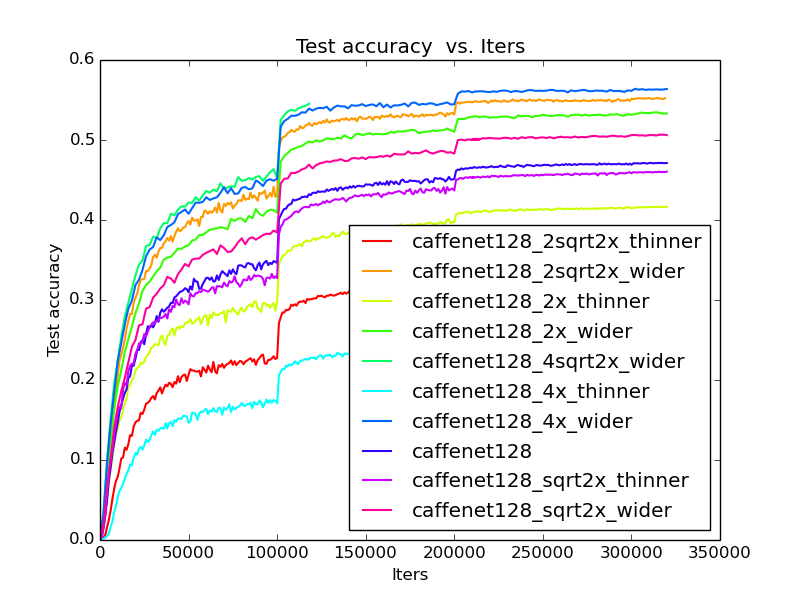 Test accuracy  vs. Iters
0.6
0.5
0.4
0.3
0.2
0.1
0.0
Test accuracy
caffenet128_2sqrt2x_thinner
caffenet128_2sqrt2x_wider
caffenet128_2x_thinner
caffenet128_2x_wider
caffenet128_4sqrt2x_wider
caffenet128_4x_thinner
caffenet128_4x_wider
caffenet128
caffenet128_sqrt2x_thinner
caffenet128_sqrt2x_wider
0 50000 100000 150000 200000 250000 300000 350000
Iters